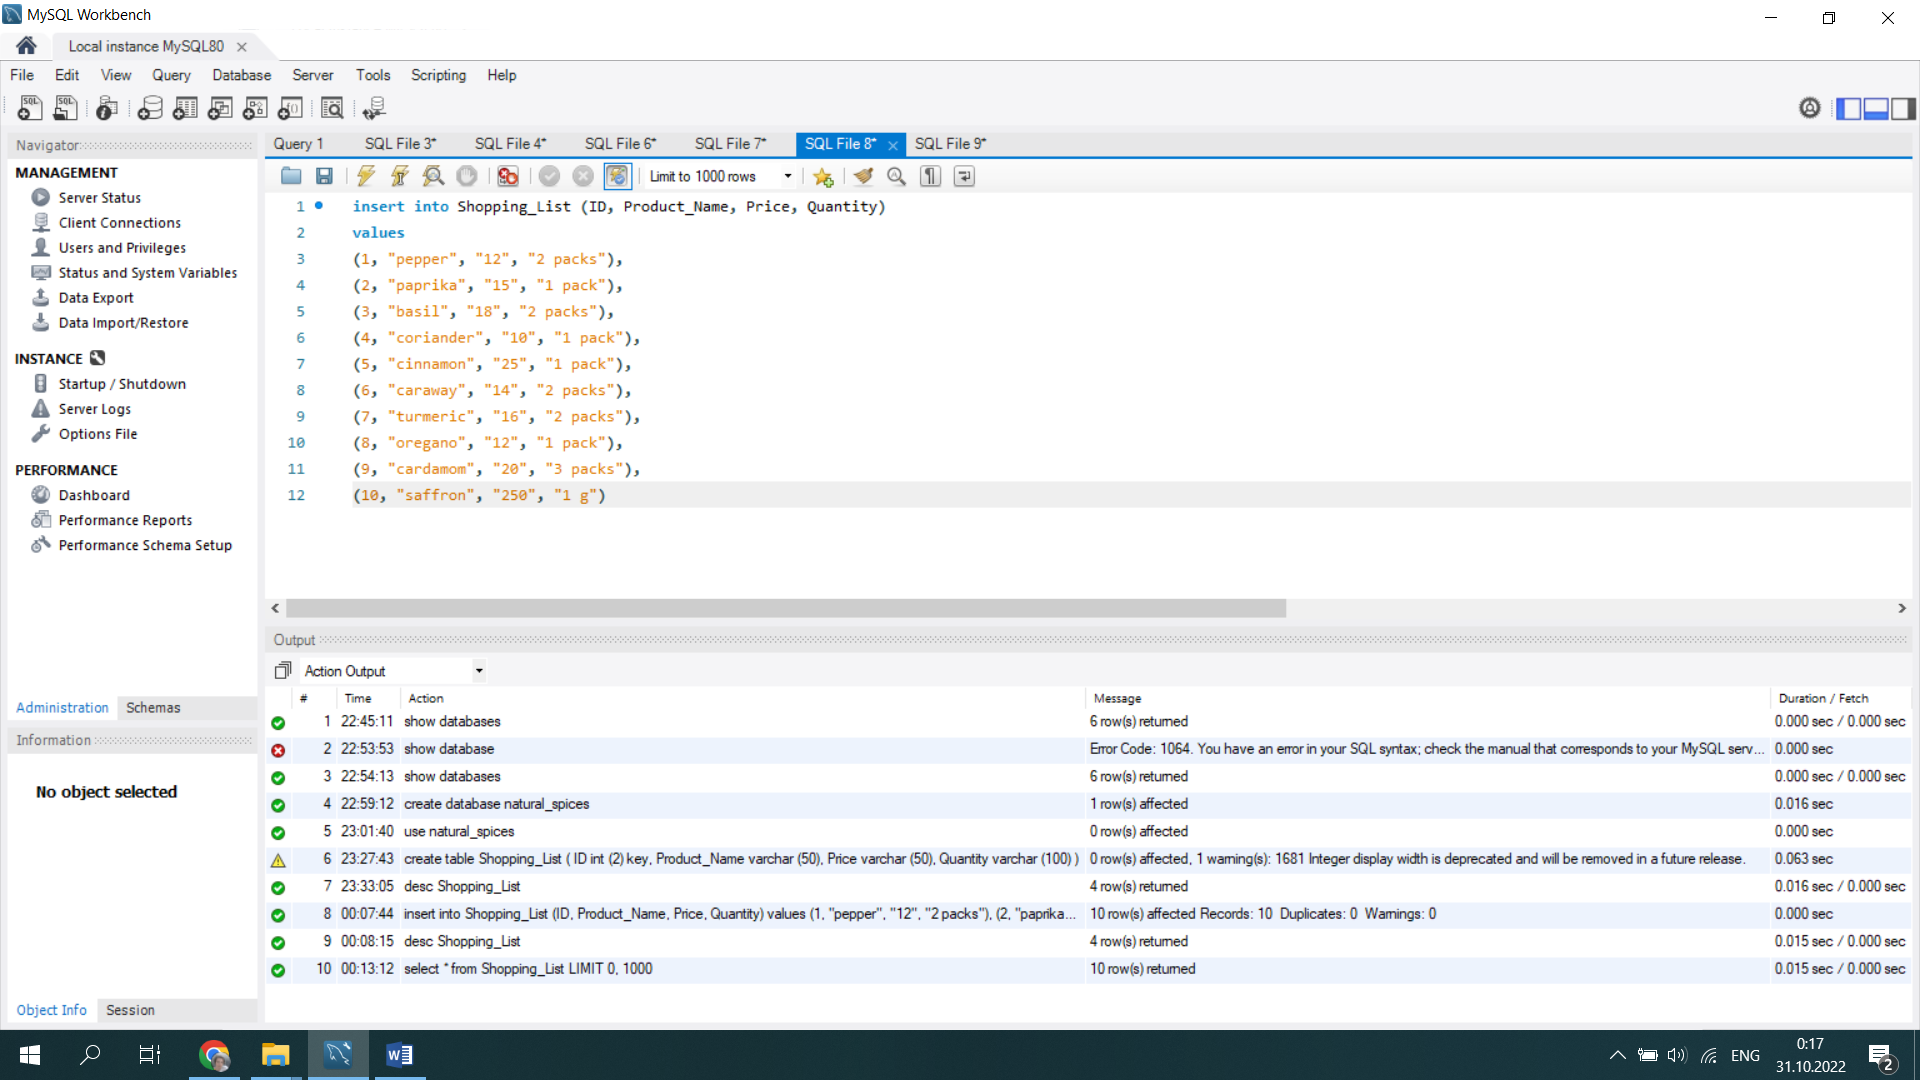 MySQL Workbench
Local instance MySQL80
File Edit View Query Database Server Tools Scripting Help
Navigator
MANAGEMENT
Server Status
Client Connections
Users and Privileges
Status and System Variables
Data Export
Data Import/Restore
INSTANCE
Startup / Shutdown
Server Logs
Options File
PERFORMANCE
Dashboard
Performance Reports
Performance Schema Setup
Administration Schemas
Information
No object selected
Object Info Session
Query 1 SQL File 3* SQL File 4* SQL File 6* SQL File 7* SQL File 8* SQL File 9*
Limit to 1000 rows
1 insert into Shopping_List (ID, Product_Name, Price, Quantity)
2 values
3 (1, "pepper", "12", "2 packs"),
4 (2, "paprika", "15", "1 pack"),
5 (3, "basil", "18", "2 packs"),
6 (4, "coriander", "10", "1 pack"),
7 (5, "cinnamon", "25", "1 pack"),
8 (6, "caraway", "14", "2 packs"),
9 (7, "turmeric", "16", "2 packs"),
10 (8, "oregano", "12", "1 pack"),
11 (9, "cardamom", "20", "3 packs"),
12 (10, "saffron", "250", "1 g")
Output
Action Output
# Time Action Message Duration / Fetch
1 22:45:11 show databases 6 row(s) returned 0.000 sec / 0.000 sec
2 22:53:53 show database Error Code: 1064. You have an error in your SQL syntax; check the manual that corresponds to your MySQL serv... 0.000 sec
3 22:54:13 show databases 6 row(s) returned 0.000 sec / 0.000 sec
4 22:59:12 create database natural_spices 1 row(s) affected 0.016 sec
5 23:01:40 use natural_spices 0 row(s) affected 0.000 sec
6 23:27:43 create table Shopping_List ( ID int (2) key, Product_Name varchar (50), Price varchar (50), Quantity varchar (100) ) 0 row(s) affected, 1 warning(s): 1681 Integer display width is deprecated and will be removed in a future release. 0.063 sec
7 23:33:05 desc Shopping_List 4 row(s) returned 0.016 sec / 0.000 sec
8 00:07:44 insert into Shopping_List (ID, Product_Name, Price, Quantity) values (1, "pepper", "12", "2 packs"), (2, "paprika... 10 row(s) affected Records: 10 Duplicates: 0 Warnings: 0 0.000 sec
9 00:08:15 desc Shopping_List 4 row(s) returned 0.015 sec / 0.000 sec
10 00:13:12 select * from Shopping_List LIMIT 0, 1000 10 row(s) returned 0.015 sec / 0.000 sec
ENG
0:17
31.10.2022
2